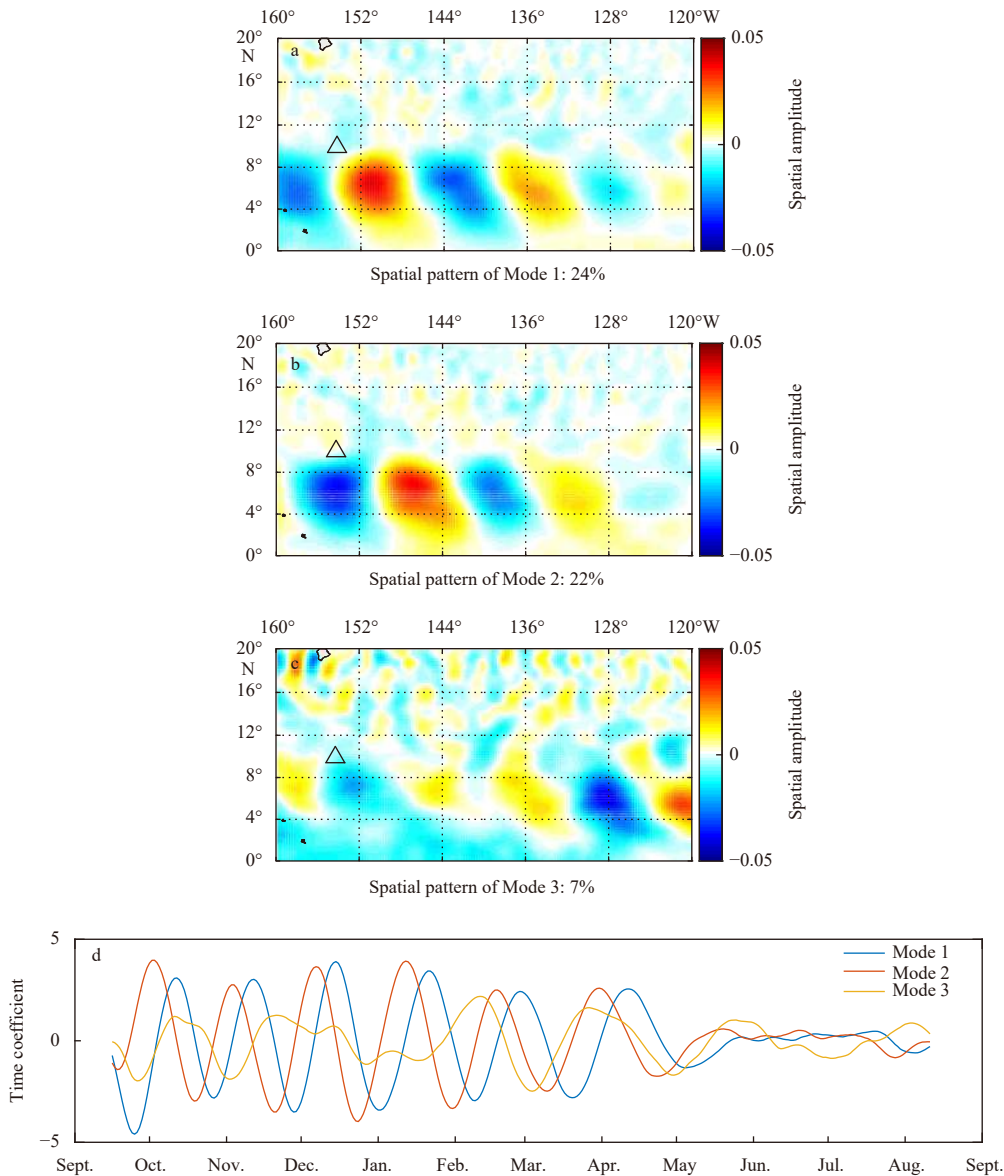 160° 152° 144° 136° 128° 120°W
20°
N
16°
12°
8°
4°
0°
a
0.05
0
−0.05
Spatial amplitude
Spatial pattern of Mode 1: 24%
160° 152° 144° 136° 128° 120°W
20°
N
16°
12°
8°
4°
0°
b
0.05
0
−0.05
Spatial amplitude
Spatial pattern of Mode 2: 22%
160° 152° 144° 136° 128° 120°W
20°
N
16°
12°
8°
4°
0°
c
0.05
0
−0.05
Spatial amplitude
Spatial pattern of Mode 3: 7%
d
5
0
−5
Time coefficient
Mode 1
Mode 2
Mode 3
Sept. Oct. Nov. Dec. Jan. Feb. Mar. Apr. May Jun. Jul. Aug. Sept.